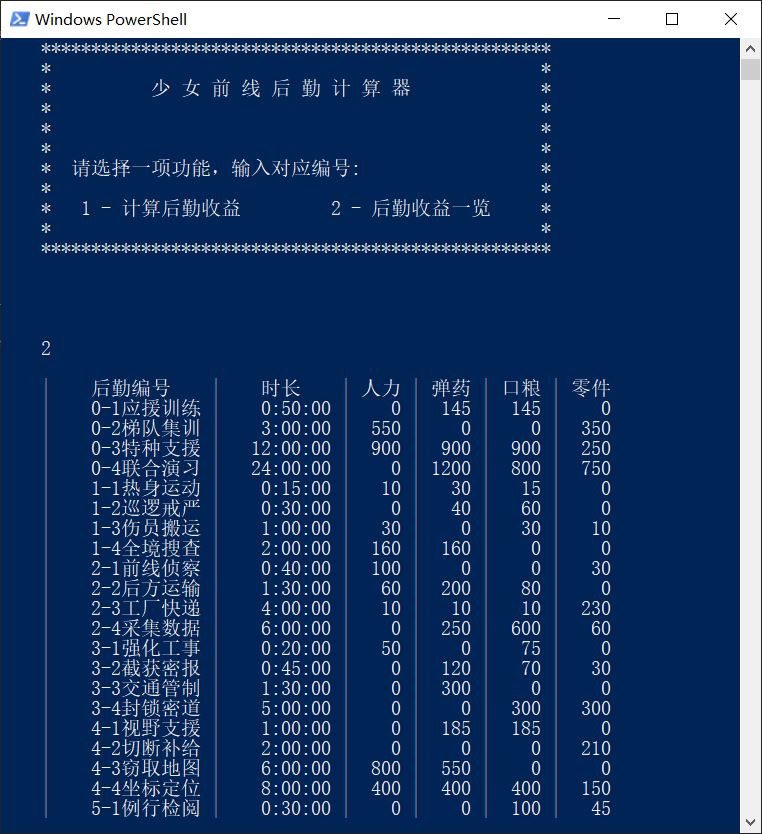 Windows PowerShell
***************************************************
*                                                 *
*          少 女 前 线 后 勤 计 算 器             *
*                                                 *
*                                                 *
*                                                 *
*  请选择一项功能，输入对应编号:                  *
*                                                 *
*   1 - 计算后勤收益         2 - 后勤收益一览     *
*                                                 *
***************************************************
2
| 后勤编号 | 时长 | 人力 | 弹药 | 口粮 | 零件
| 0-1应援训练 | 0:50:00 | 0 | 145 | 145 | 0
| 0-2梯队集训 | 3:00:00 | 550 | 0 | 0 | 350
| 0-3特种支援 | 12:00:00 | 900 | 900 | 900 | 250
| 0-4联合演习 | 24:00:00 | 0 | 1200 | 800 | 750
| 1-1热身运动 | 0:15:00 | 10 | 30 | 15 | 0
| 1-2巡逻戒严 | 0:30:00 | 0 | 40 | 60 | 0
| 1-3伤员搬运 | 1:00:00 | 30 | 0 | 30 | 10
| 1-4全境搜查 | 2:00:00 | 160 | 160 | 0 | 0
| 2-1前线侦察 | 0:40:00 | 100 | 0 | 0 | 30
| 2-2后方运输 | 1:30:00 | 60 | 200 | 80 | 0
| 2-3工厂快递 | 4:00:00 | 10 | 10 | 10 | 230
| 2-4采集数据 | 6:00:00 | 0 | 250 | 600 | 60
| 3-1强化工事 | 0:20:00 | 50 | 0 | 75 | 0
| 3-2截获密报 | 0:45:00 | 0 | 120 | 70 | 30
| 3-3交通管制 | 1:30:00 | 0 | 300 | 0 | 0
| 3-4封锁密道 | 5:00:00 | 0 | 0 | 300 | 300
| 4-1视野支援 | 1:00:00 | 0 | 185 | 185 | 0
| 4-2切断补给 | 2:00:00 | 0 | 0 | 0 | 210
| 4-3窃取地图 | 6:00:00 | 800 | 550 | 0 | 0
| 4-4坐标定位 | 8:00:00 | 400 | 400 | 400 | 150
| 5-1例行检阅 | 0:30:00 | 0 | 0 | 100 | 45